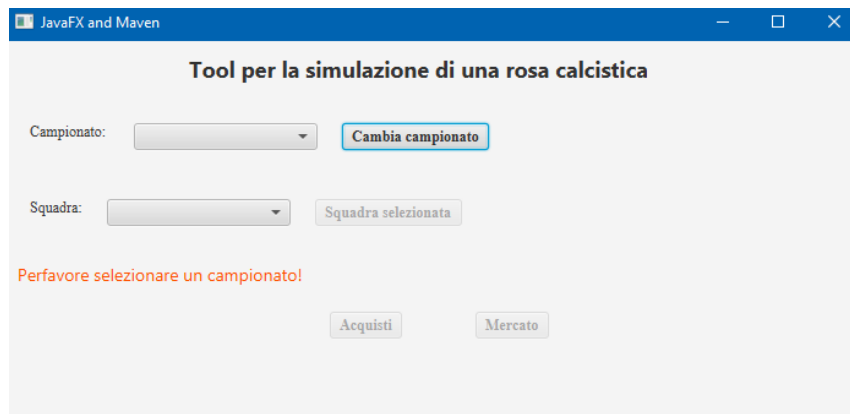 JavaFX and Maven
Tool per la simulazione di una rosa calcistica
Campionato:
Cambia campionato
Squadra:
Squadra selezionata
Perfavore selezionare un campionato!
Acquisti
Mercato